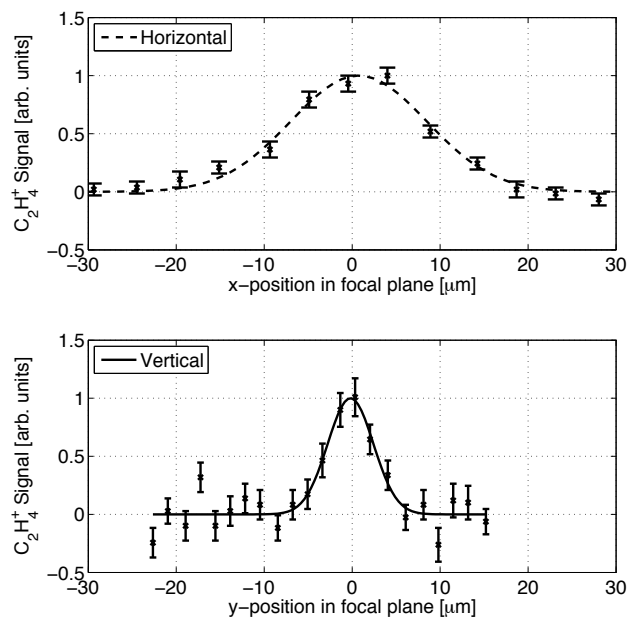 1.5
Horizontal
1
0.5
0
−0.5
C₂H₄⁺ Signal [arb. units]
−30 −20 −10 0 10 20 30
x−position in focal plane [μm]
1.5
Vertical
1
0.5
0
−0.5
C₂H₄⁺ Signal [arb. units]
−30 −20 −10 0 10 20 30
y−position in focal plane [μm]